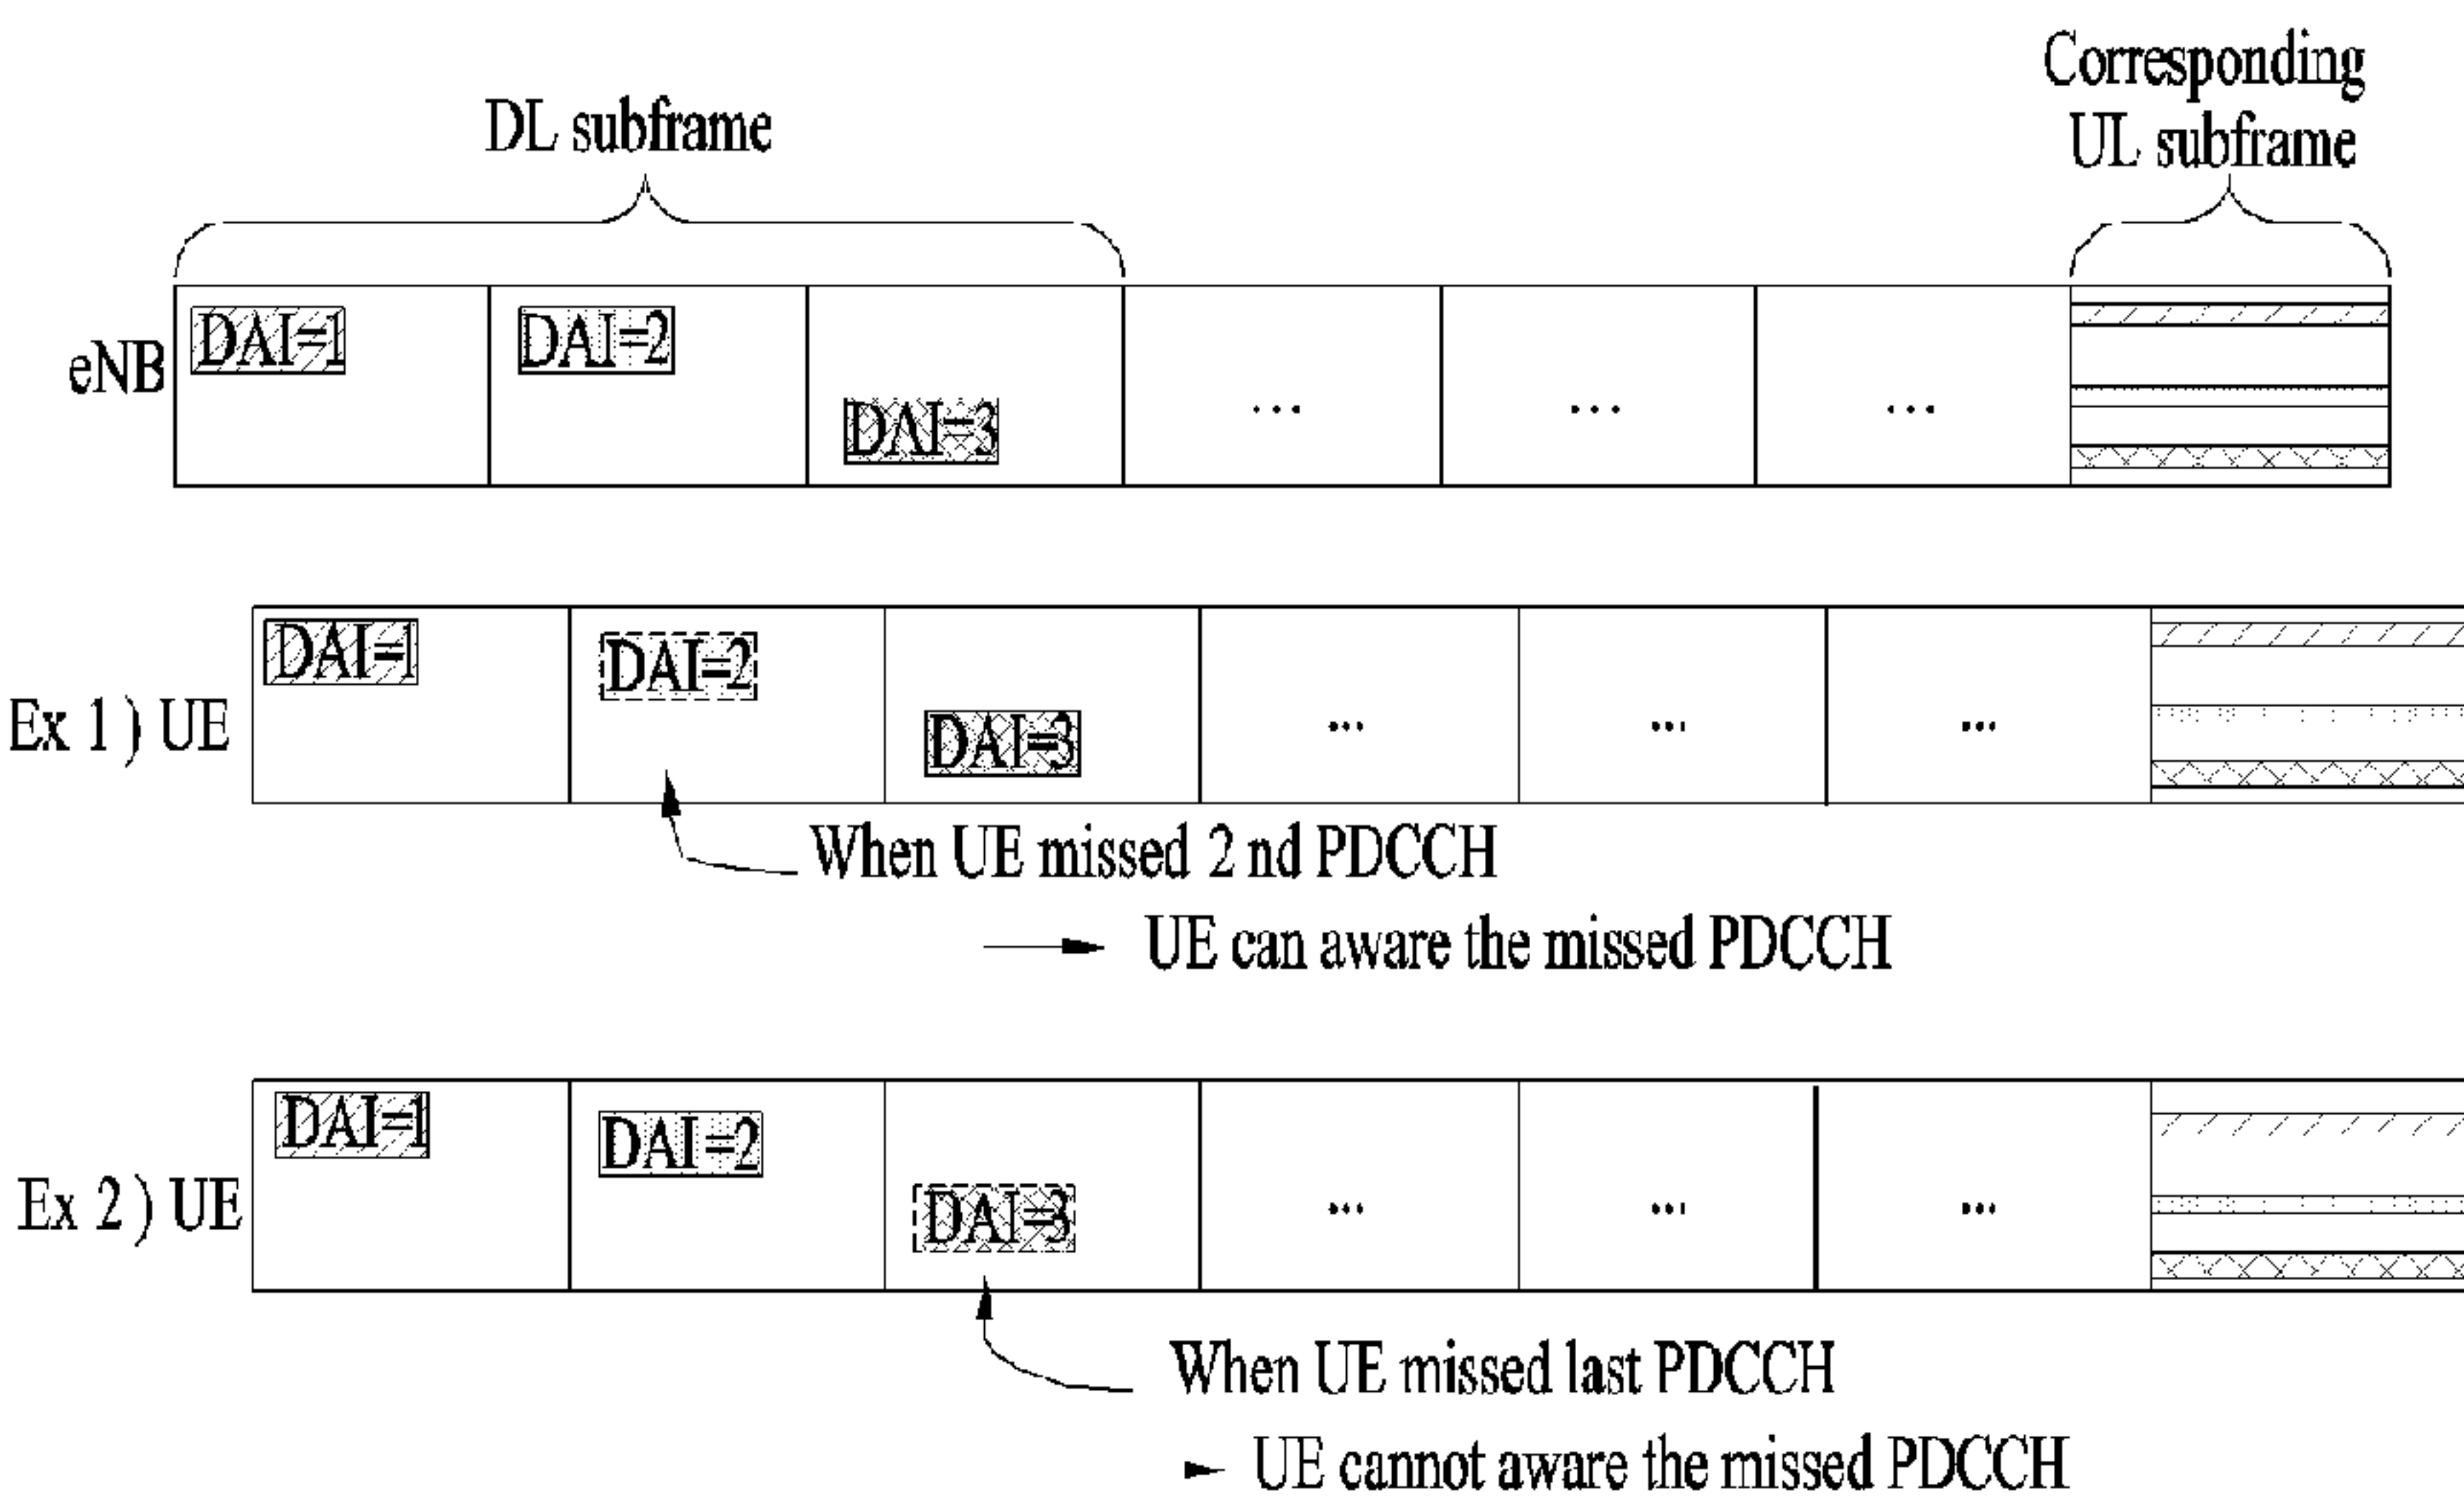 Corresponding
UL subframe
DL subframe
eNB
DAI=1
DAI=2
DAI=3
...
...
...
Ex 1 ) UE
DAI=1
DAI=2
DAI=3
...
...
...
When UE missed 2 nd PDCCH
UE can aware the missed PDCCH
Ex 2 ) UE
DAI=1
DAI=2
DAI=3
...
...
...
When UE missed last PDCCH
UE cannot aware the missed PDCCH